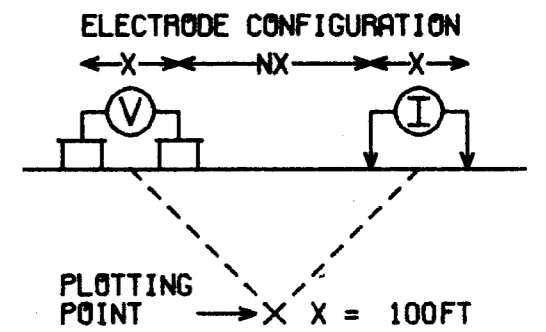 ELECTRODE CONFIGURATION
X NX X
V I
PLOTTING
POINT X X = 100FT